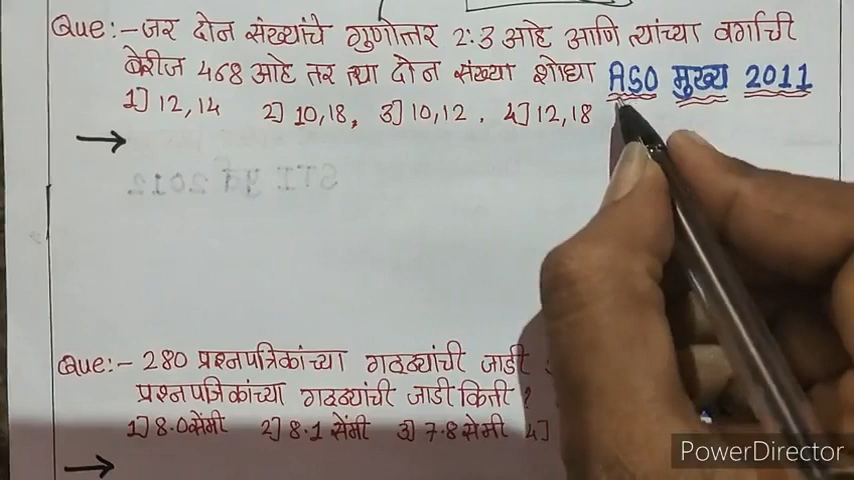 Que:- जर दोन संख्यांचे गुणोत्तर 2:3 आहे आणि त्यांच्या वर्गाची
बेरीज 468 आहे तर त्या दोन संख्या शोधा ASO मुख्य 2011
1] 12,14 2] 10,18, 3] 10,12. 4] 12,18
STI पूर्व 2012
Que:- 280 प्रश्नपत्रिकांच्या गठ्ठ्यांची जाडी
प्रश्नपत्रिकांच्या गठ्ठ्यांची जाडी किती?
1] 8.0सेंमी 2] 8.1 सेंमी 3] 7.8 सेमी 4]
PowerDirector